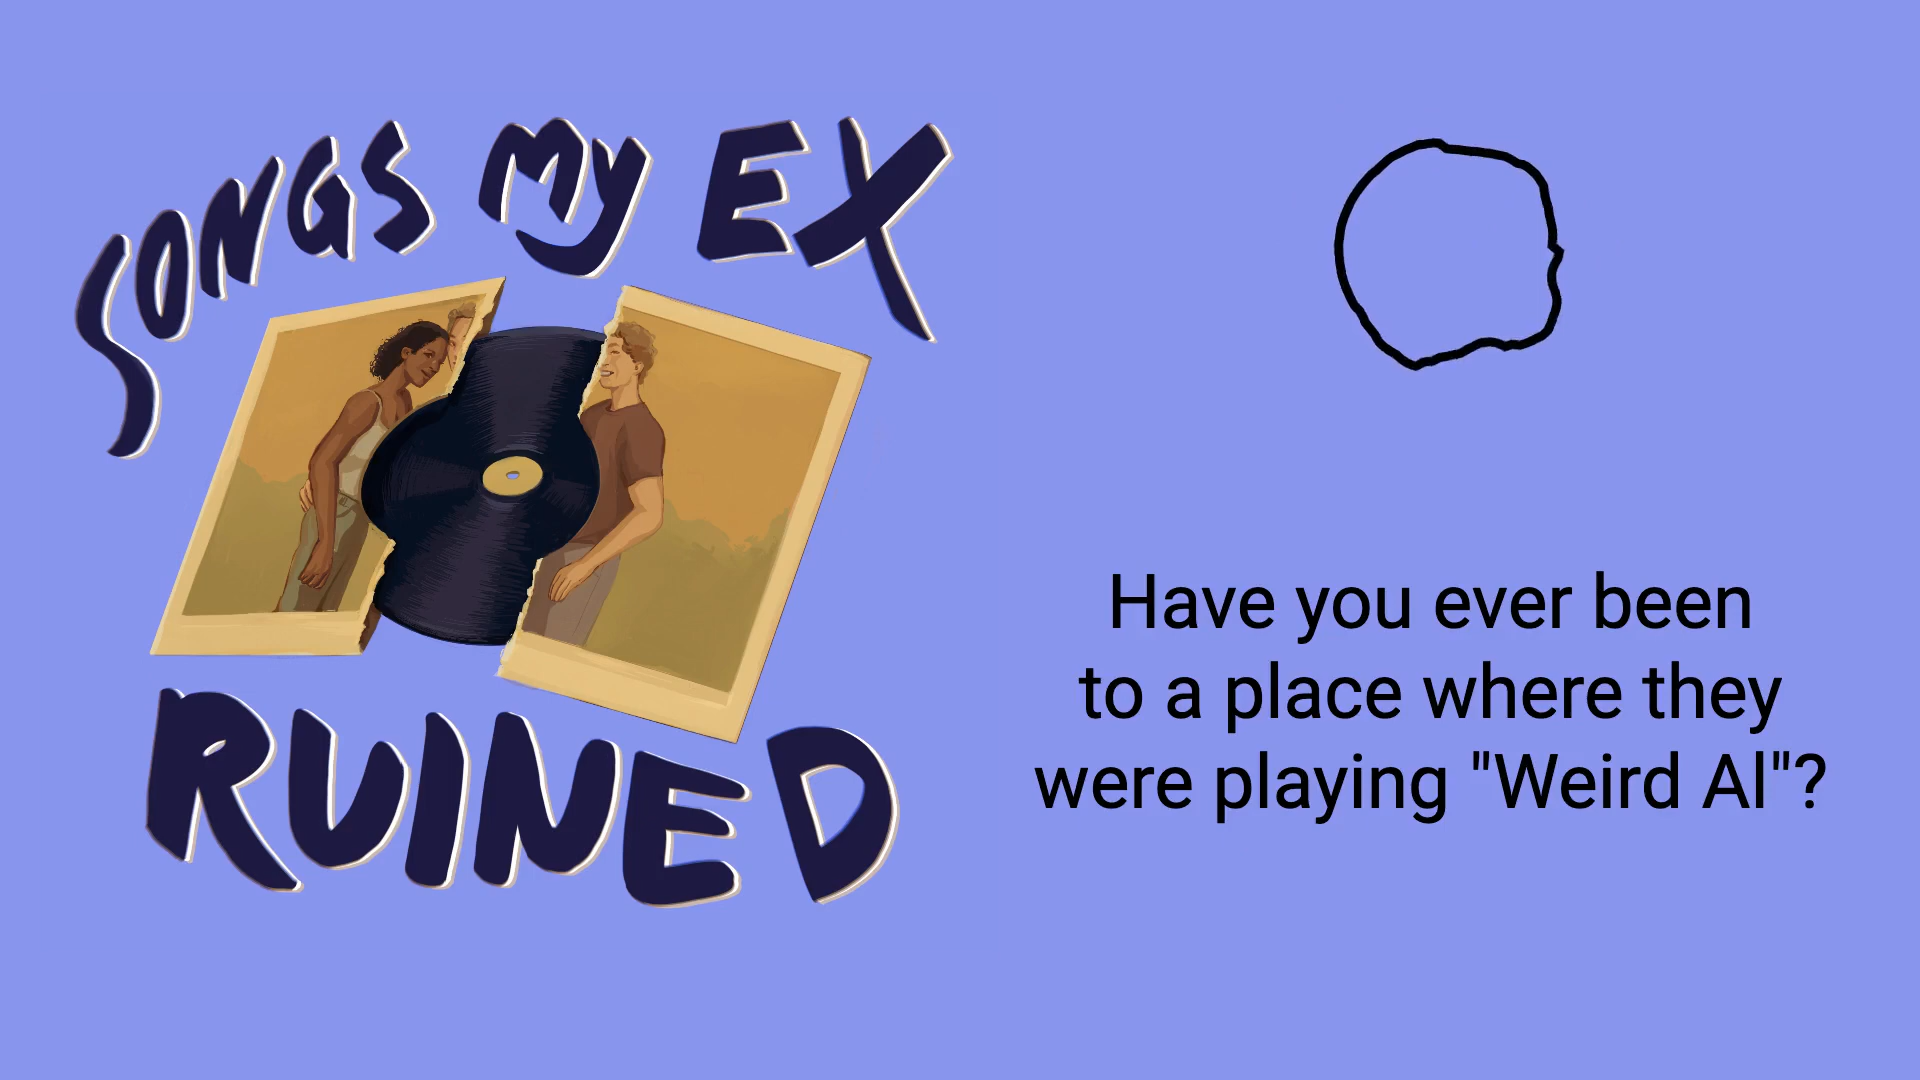 SONGS My EX
RUINED
Have you ever been
to a place where they
were playing "Weird Al"?